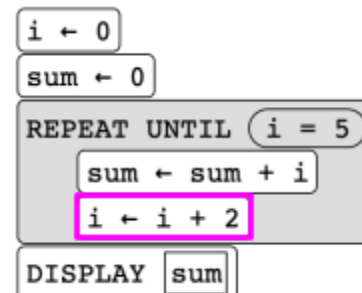 i ← 0
sum ← 0
REPEAT UNTIL i = 5
sum ← sum + i
i ← i + 2
DISPLAY sum